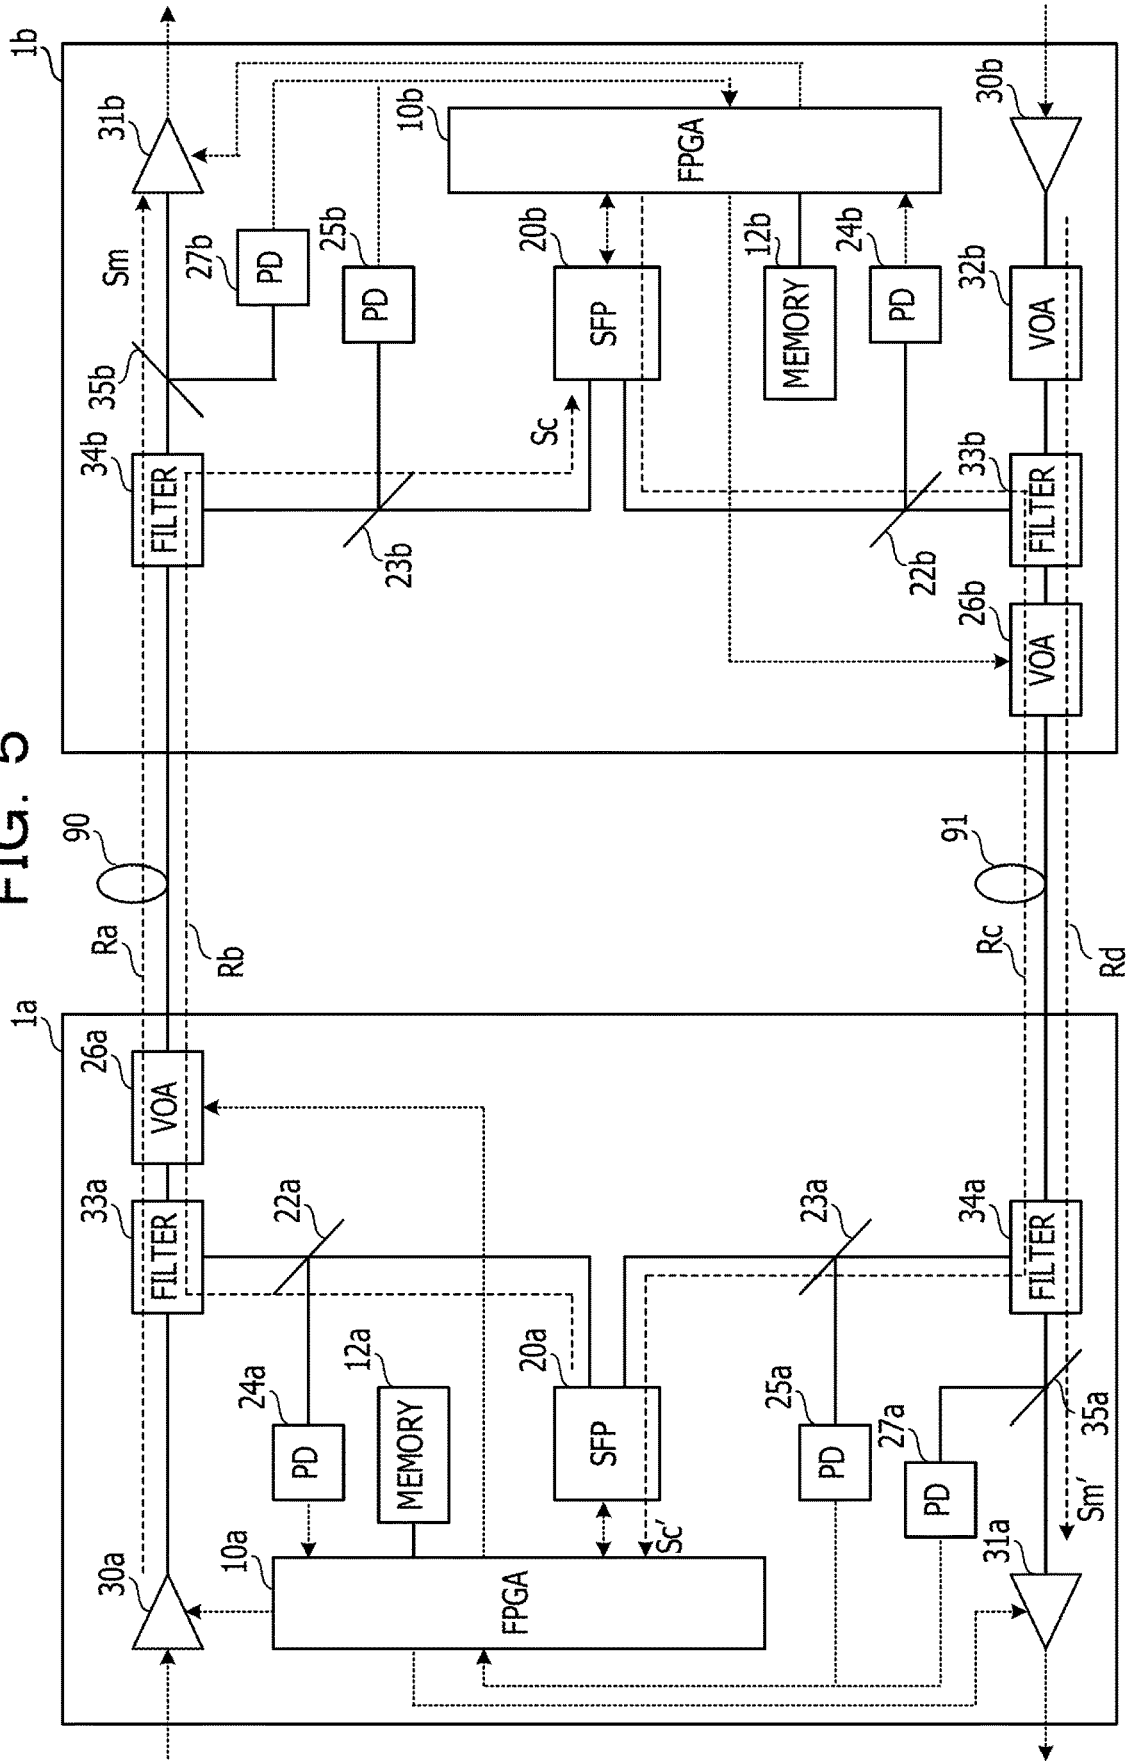 FIG. 5
1a
1b
90
30a
33a
26a
Ra
34b
35b
Sm
31b
FILTER
VOA
FILTER
27b
Rb
10a
24a
22a
PD
PD
25b
12a
PD
23b
PD
10b
MEMORY
FPGA
20a
Sc
20b
SFP
SFP
FPGA
Sc'
12b
25a
23a
MEMORY
PD
24b
27a
22b
PD
PD
31a
34a
Rc
91
26b
33b
32b
30b
FILTER
VOA
FILTER
VOA
Sm'
35a
Rd